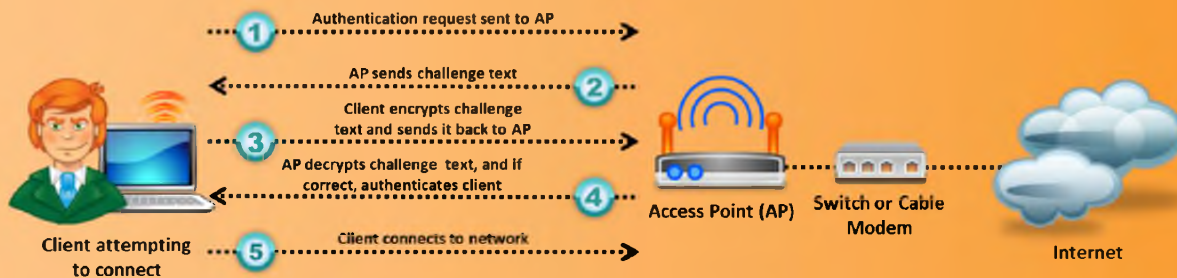 1
Authentication request sent to AP
AP sends challenge text
2
Client encrypts challenge
text and sends it back to AP
3
AP decrypts challenge text, and if
correct, authenticates client
4
5
Client connects to network
Client attempting
to connect
Access Point (AP)
Switch or Cable
Modem
Internet